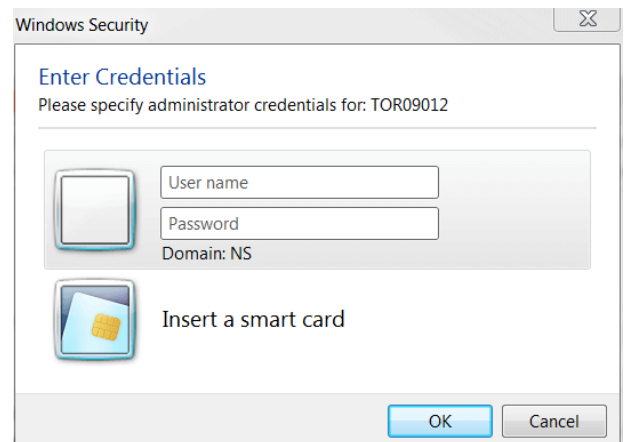 Windows Security
Enter Credentials
Please specify administrator credentials for: TOR09012
User name
Password
Domain: NS
Insert a smart card
OK
Cancel